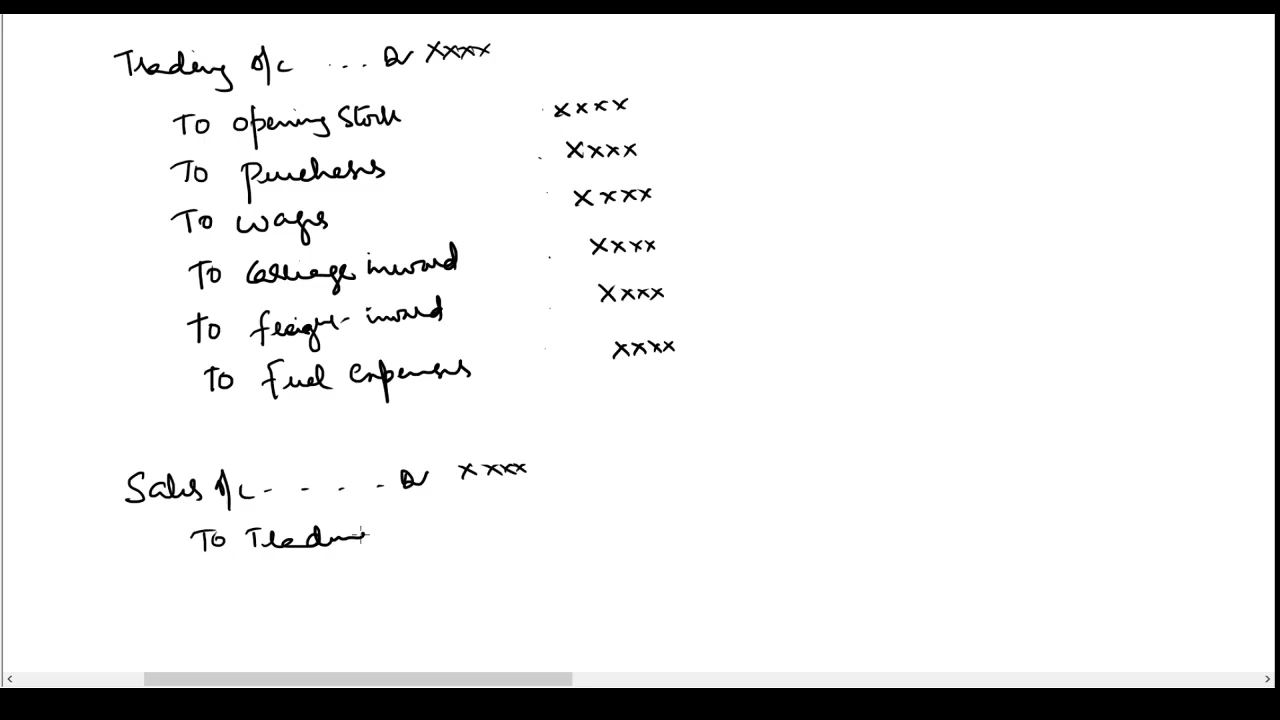 Trading A/c ... Dr xxxx
To opening Stock xxxx
To purchases xxxx
To wages xxxx
To Carriage inward xxxx
To freight inward xxxx
To Fuel Expenses xxxx
Sales A/c - - - - Dr xxxx
To Tradin